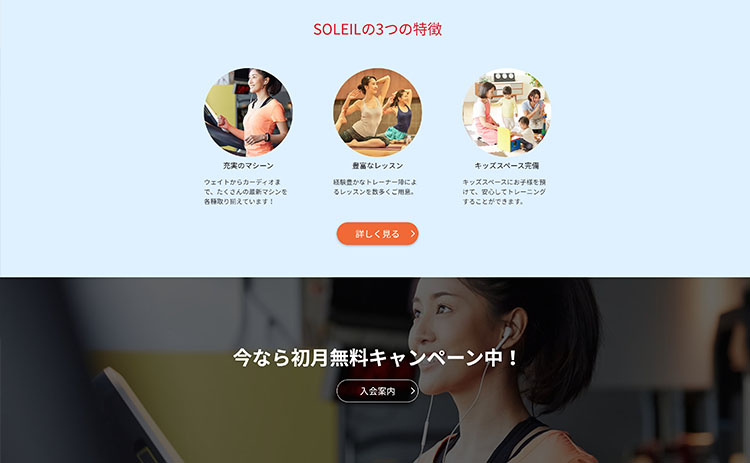 SOLEILの3つの特徴
充実のマシーン
ウェイトからカーディオま
で、たくさんの最新マシンを
各種取り揃えています！
豊富なレッスン
経験豊かなトレーナー陣によ
るレッスンを数多くご用意。
キッズスペース完備
キッズスペースにお子様を預
けて、安心してトレーニング
することができます。
詳しく見る
今なら初月無料キャンペーン中！
入会案内